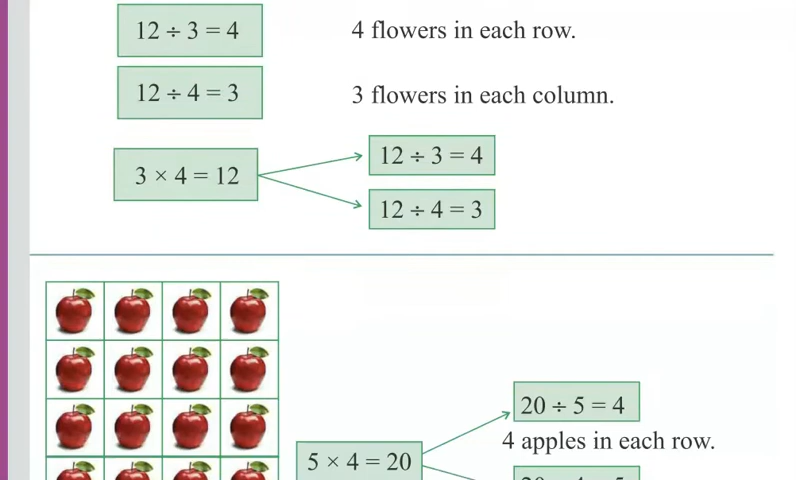 12 ÷ 3 = 4
4 flowers in each row.
12 ÷ 4 = 3
3 flowers in each column.
3 × 4 = 12
12 ÷ 3 = 4
12 ÷ 4 = 3
20 ÷ 5 = 4
4 apples in each row.
5 × 4 = 20